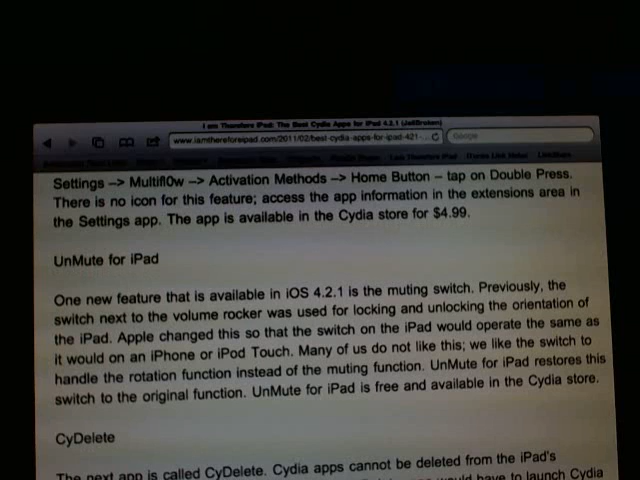 I am Therefore iPad: The Best Cydia Apps for iPad 4.2.1 (Jailbroken)
www.iamthereforeipad.com/2011/02/best-cydia-apps-for-ipad-421-... Google
I am Therefore iPad
Settings –> Multifl0w –> Activation Methods –> Home Button – tap on Double Press.
There is no icon for this feature; access the app information in the extensions area in
the Settings app. The app is available in the Cydia store for $4.99.
UnMute for iPad
One new feature that is available in iOS 4.2.1 is the muting switch. Previously, the
switch next to the volume rocker was used for locking and unlocking the orientation of
the iPad. Apple changed this so that the switch on the iPad would operate the same as
it would on an iPhone or iPod Touch. Many of us do not like this; we like the switch to
handle the rotation function instead of the muting function. UnMute for iPad restores this
switch to the original function. UnMute for iPad is free and available in the Cydia store.
CyDelete
The next app is called CyDelete. Cydia apps cannot be deleted from the iPad's
would have to launch Cydia